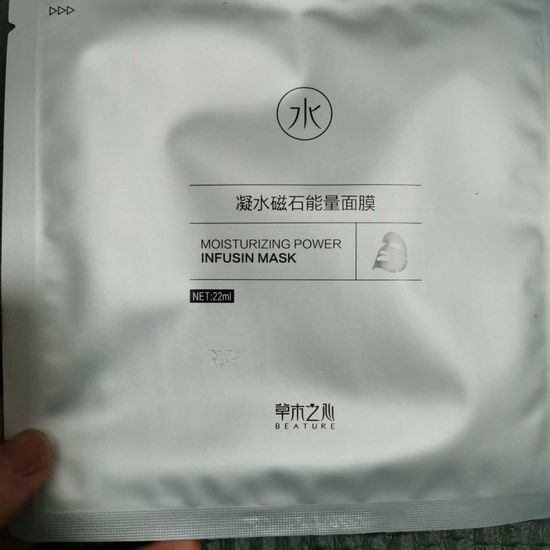 水
凝水磁石能量面膜
MOISTURIZING POWER
INFUSIN MASK
NET:22ml
草木之心
BEATURE